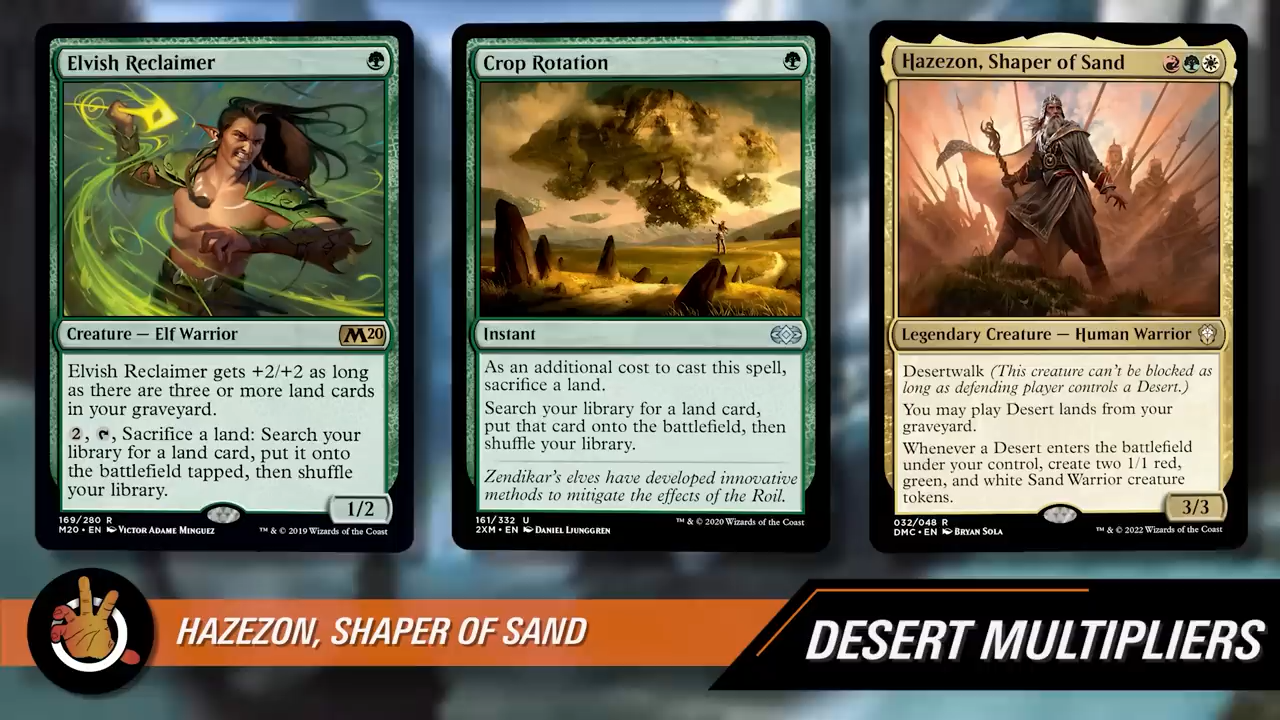 Elvish Reclaimer
Creature — Elf Warrior
M20
Elvish Reclaimer gets +2/+2 as long
as there are three or more land cards
in your graveyard.
2, , Sacrifice a land: Search your
library for a land card, put it onto
the battlefield tapped, then shuffle
your library.
1/2
169/280 R
M20 • EN Victor Adame Minguez
™ & © 2019 Wizards of the Coast
Crop Rotation
Instant
As an additional cost to cast this spell,
sacrifice a land.
Search your library for a land card,
put that card onto the battlefield, then
shuffle your library.
Zendikar's elves have developed innovative
methods to mitigate the effects of the Roil.
161/332 U
2XM • EN Daniel Ljunggren
™ & © 2020 Wizards of the Coast
Hazezon, Shaper of Sand
Legendary Creature — Human Warrior
Desertwalk (This creature can't be blocked as
long as defending player controls a Desert.)
You may play Desert lands from your
graveyard.
Whenever a Desert enters the battlefield
under your control, create two 1/1 red,
green, and white Sand Warrior creature
tokens.
3/3
032/048 R
DMC • EN Bryan Sola
™ & © 2022 Wizards of the Coast
HAZEZON, SHAPER OF SAND
DESERT MULTIPLIERS